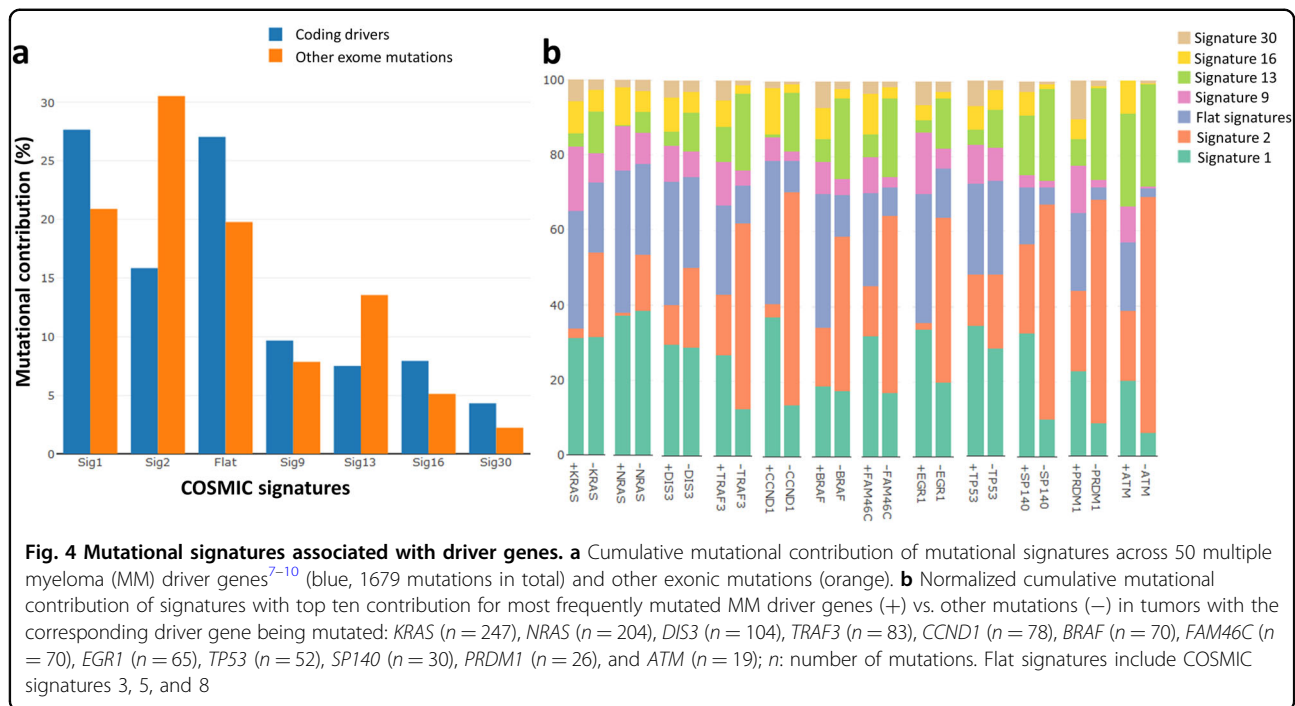 a
Coding drivers
Other exome mutations
Mutational contribution (%)
30
25
20
15
10
5
0
Sig1 Sig2 Flat Sig9 Sig13 Sig16 Sig30
COSMIC signatures
b
Signature 30
Signature 16
Signature 13
Signature 9
Flat signatures
Signature 2
Signature 1
100
80
60
40
20
0
+KRAS
−KRAS
+NRAS
−NRAS
+DIS3
−DIS3
+TRAF3
−TRAF3
+CCND1
−CCND1
+BRAF
−BRAF
+FAM46C
−FAM46C
+EGR1
−EGR1
+TP53
−TP53
+SP140
−SP140
+PRDM1
−PRDM1
+ATM
−ATM
Fig. 4 Mutational signatures associated with driver genes. a Cumulative mutational contribution of mutational signatures across 50 multiple
myeloma (MM) driver genes7–10 (blue, 1679 mutations in total) and other exonic mutations (orange). b Normalized cumulative mutational
contribution of signatures with top ten contribution for most frequently mutated MM driver genes (+) vs. other mutations (−) in tumors with the
corresponding driver gene being mutated: KRAS (n = 247), NRAS (n = 204), DIS3 (n = 104), TRAF3 (n = 83), CCND1 (n = 78), BRAF (n = 70), FAM46C (n
= 70), EGR1 (n = 65), TP53 (n = 52), SP140 (n = 30), PRDM1 (n = 26), and ATM (n = 19); n: number of mutations. Flat signatures include COSMIC
signatures 3, 5, and 8